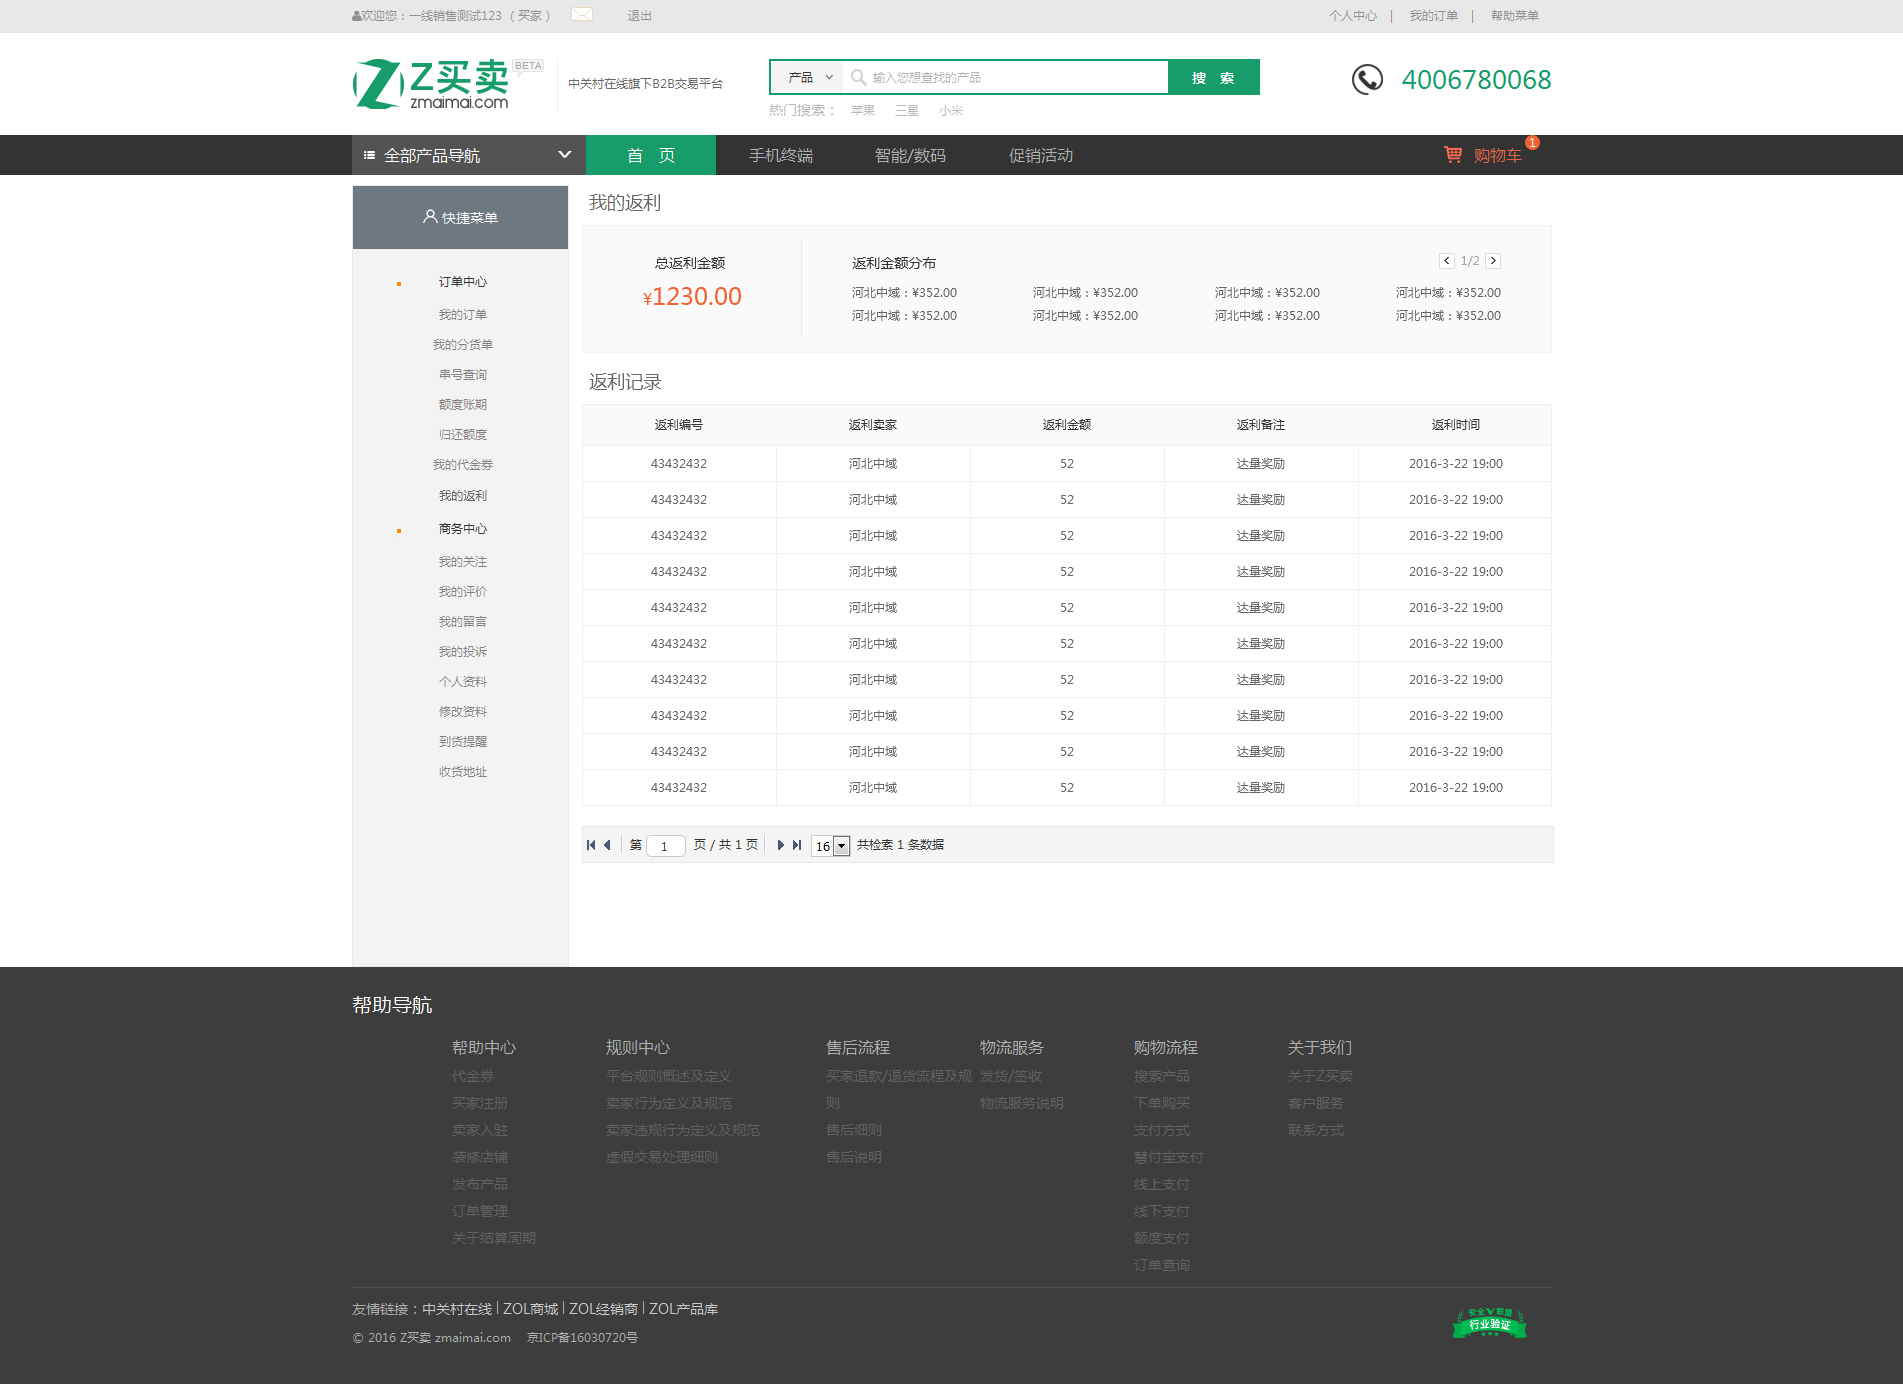 欢迎您：一线销售测试123 （买家） 退出 个人中心 | 我的订单 | 帮助菜单
Z买卖 BETA
zmaimai.com
中关村在线旗下B2B交易平台
产品 输入您想查找的产品 搜 索
4006780068
热门搜索： 苹果 三星 小米
全部产品导航 首 页 手机终端 智能/数码 促销活动 购物车 1
快捷菜单
订单中心
我的订单
我的分货单
串号查询
额度账期
归还额度
我的代金券
我的返利
商务中心
我的关注
我的评价
我的留言
我的投诉
个人资料
修改资料
到货提醒
收货地址
我的返利
总返利金额
¥1230.00
返利金额分布 < 1/2 >
河北中域：¥352.00 河北中域：¥352.00 河北中域：¥352.00 河北中域：¥352.00
河北中域：¥352.00 河北中域：¥352.00 河北中域：¥352.00 河北中域：¥352.00
返利记录
返利编号 返利卖家 返利金额 返利备注 返利时间
43432432 河北中域 52 达量奖励 2016-3-22 19:00
43432432 河北中域 52 达量奖励 2016-3-22 19:00
43432432 河北中域 52 达量奖励 2016-3-22 19:00
43432432 河北中域 52 达量奖励 2016-3-22 19:00
43432432 河北中域 52 达量奖励 2016-3-22 19:00
43432432 河北中域 52 达量奖励 2016-3-22 19:00
43432432 河北中域 52 达量奖励 2016-3-22 19:00
43432432 河北中域 52 达量奖励 2016-3-22 19:00
43432432 河北中域 52 达量奖励 2016-3-22 19:00
43432432 河北中域 52 达量奖励 2016-3-22 19:00
第 1 页 / 共 1 页 16 共检索 1 条数据
帮助导航
帮助中心
代金券
买家注册
卖家入驻
装修店铺
发布产品
订单管理
关于结算周期
规则中心
平台规则概述及定义
卖家行为定义及规范
卖家违规行为定义及规范
虚假交易处理细则
售后流程
买家退款/退货流程及规
则
售后细则
售后说明
物流服务
发货/签收
物流服务说明
购物流程
搜索产品
下单购买
支付方式
慧付宝支付
线上支付
线下支付
额度支付
订单查询
关于我们
关于Z买卖
客户服务
联系方式
友情链接：中关村在线 | ZOL商城 | ZOL经销商 | ZOL产品库
© 2016 Z买卖 zmaimai.com 京ICP备16030720号
安全V联盟
行业验证